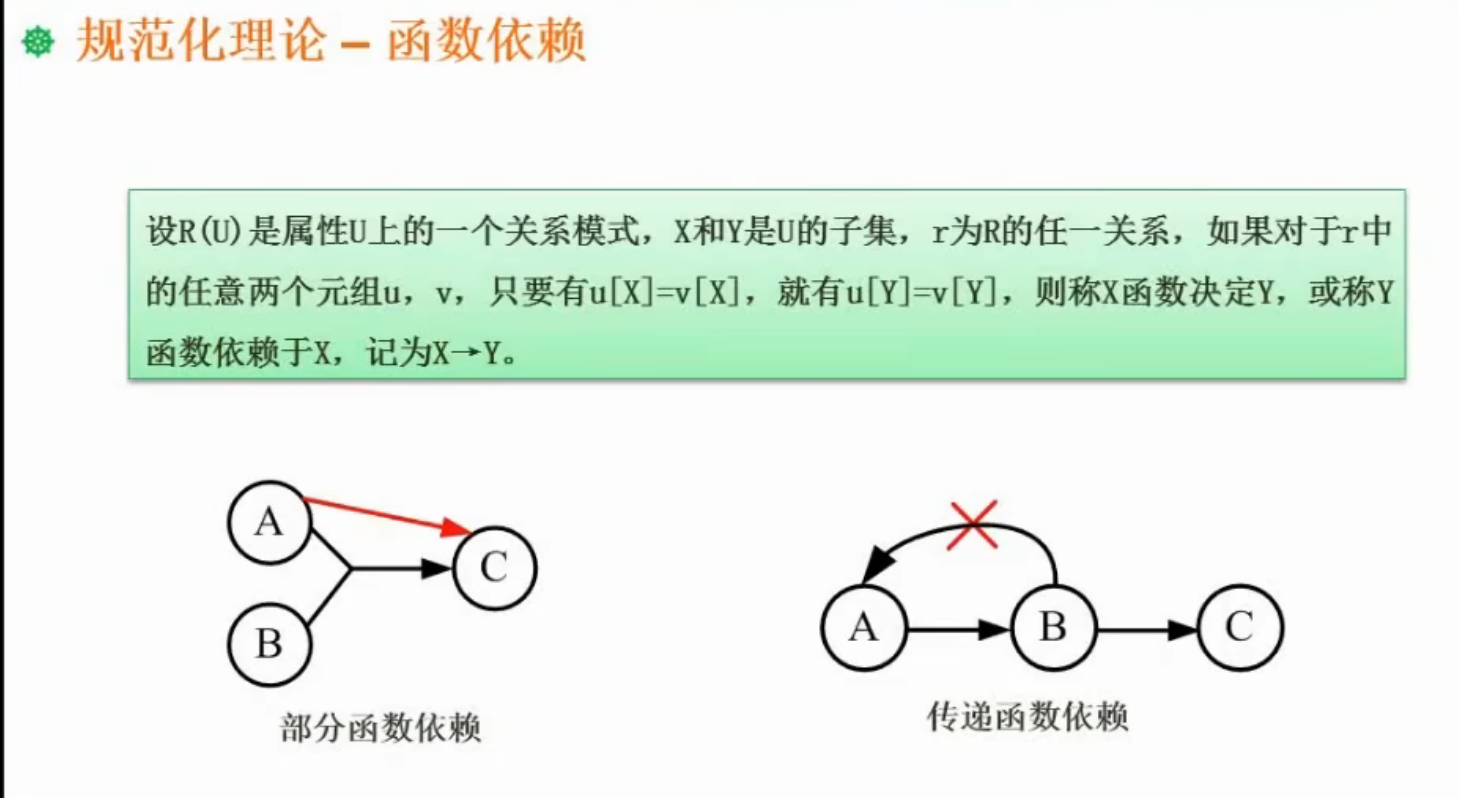 规范化理论 – 函数依赖
设R(U)是属性U上的一个关系模式，X和Y是U的子集，r为R的任一关系，如果对于r中
的任意两个元组u，v，只要有u[X]=v[X]，就有u[Y]=v[Y]，则称X函数决定Y，或称Y
函数依赖于X，记为X→Y。
A
C
B
部分函数依赖
A
B
C
传递函数依赖